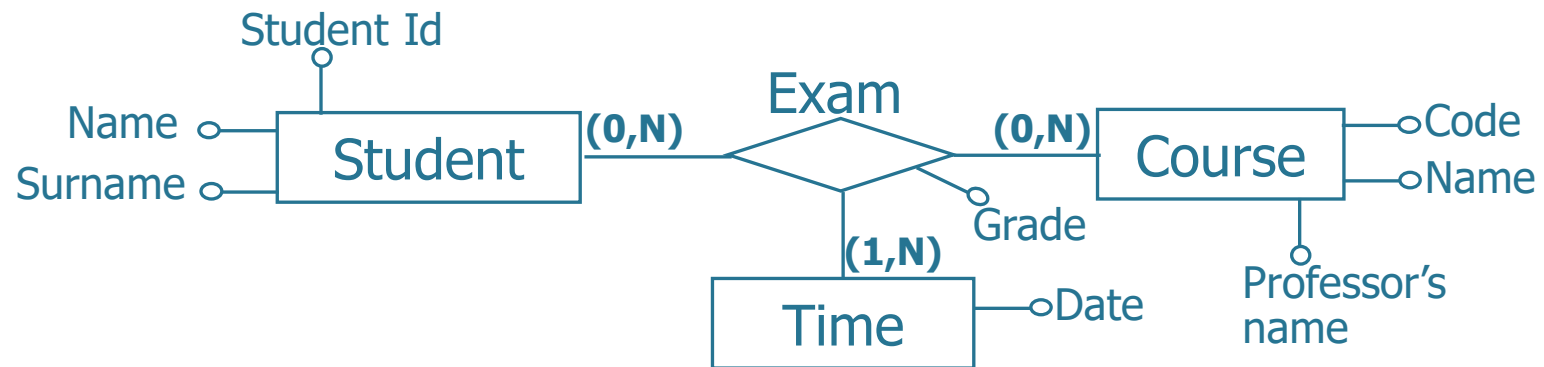 Student Id
Exam
Name
(0,N)
(0,N)
Code
Student
Course
Surname
Name
Grade
(1,N)
Professor’s
name
Time
Date